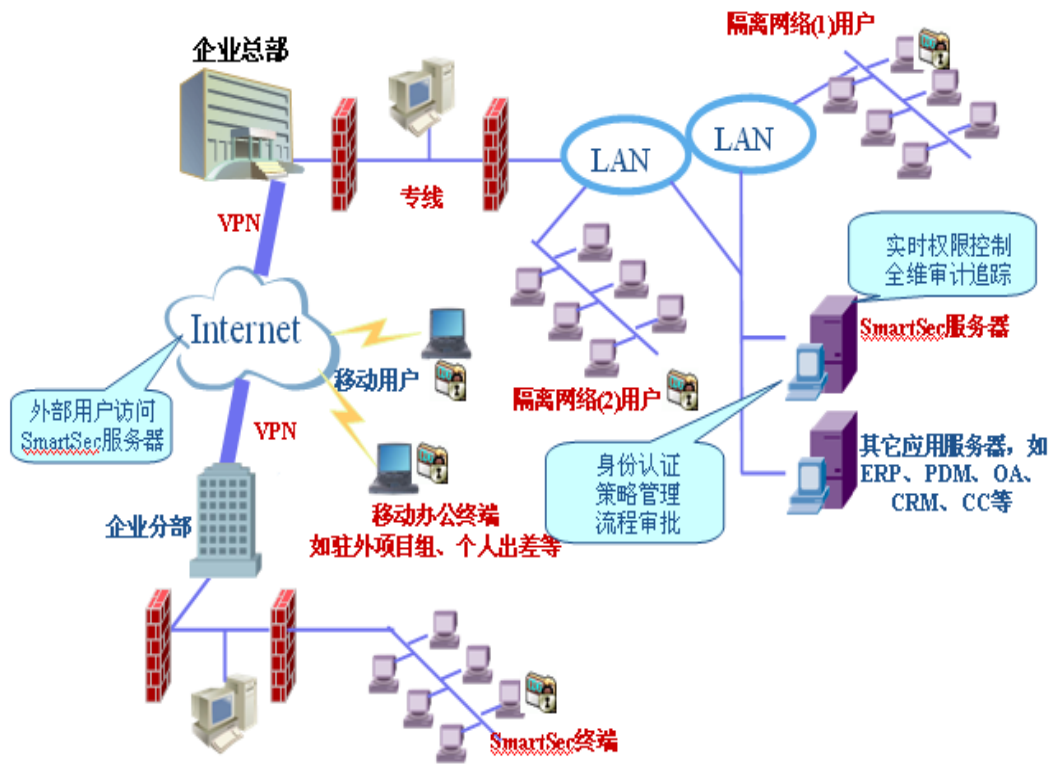 隔离网络(1)用户
企业总部
LAN
LAN
专线
VPN
实时权限控制
全维审计追踪
SmartSec服务器
Internet
移动用户
隔离网络(2)用户
外部用户访问
SmartSec服务器
VPN
身份认证
策略管理
流程审批
其它应用服务器，如
ERP、PDM、OA、
CRM、CC等
移动办公终端
如驻外项目组、个人出差等
企业分部
SmartSec终端